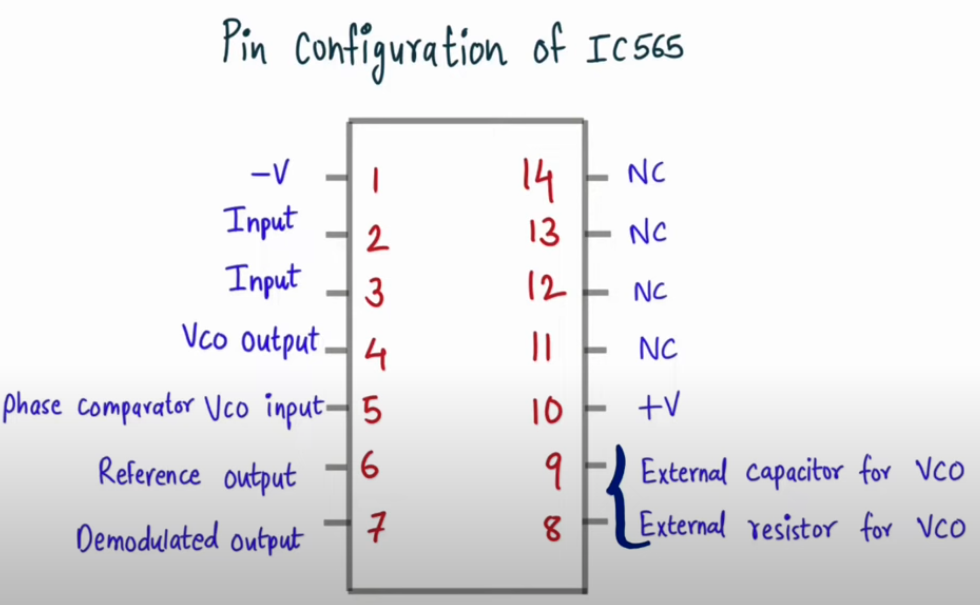 Pin Configuration of IC565
-V 1 14 NC
Input 2 13 NC
Input 3 12 NC
VCO output 4 11 NC
Phase comparator VCO input 5 10 +V
Reference output 6 9 External capacitor for VCO
Demodulated output 7 8 External resistor for VCO